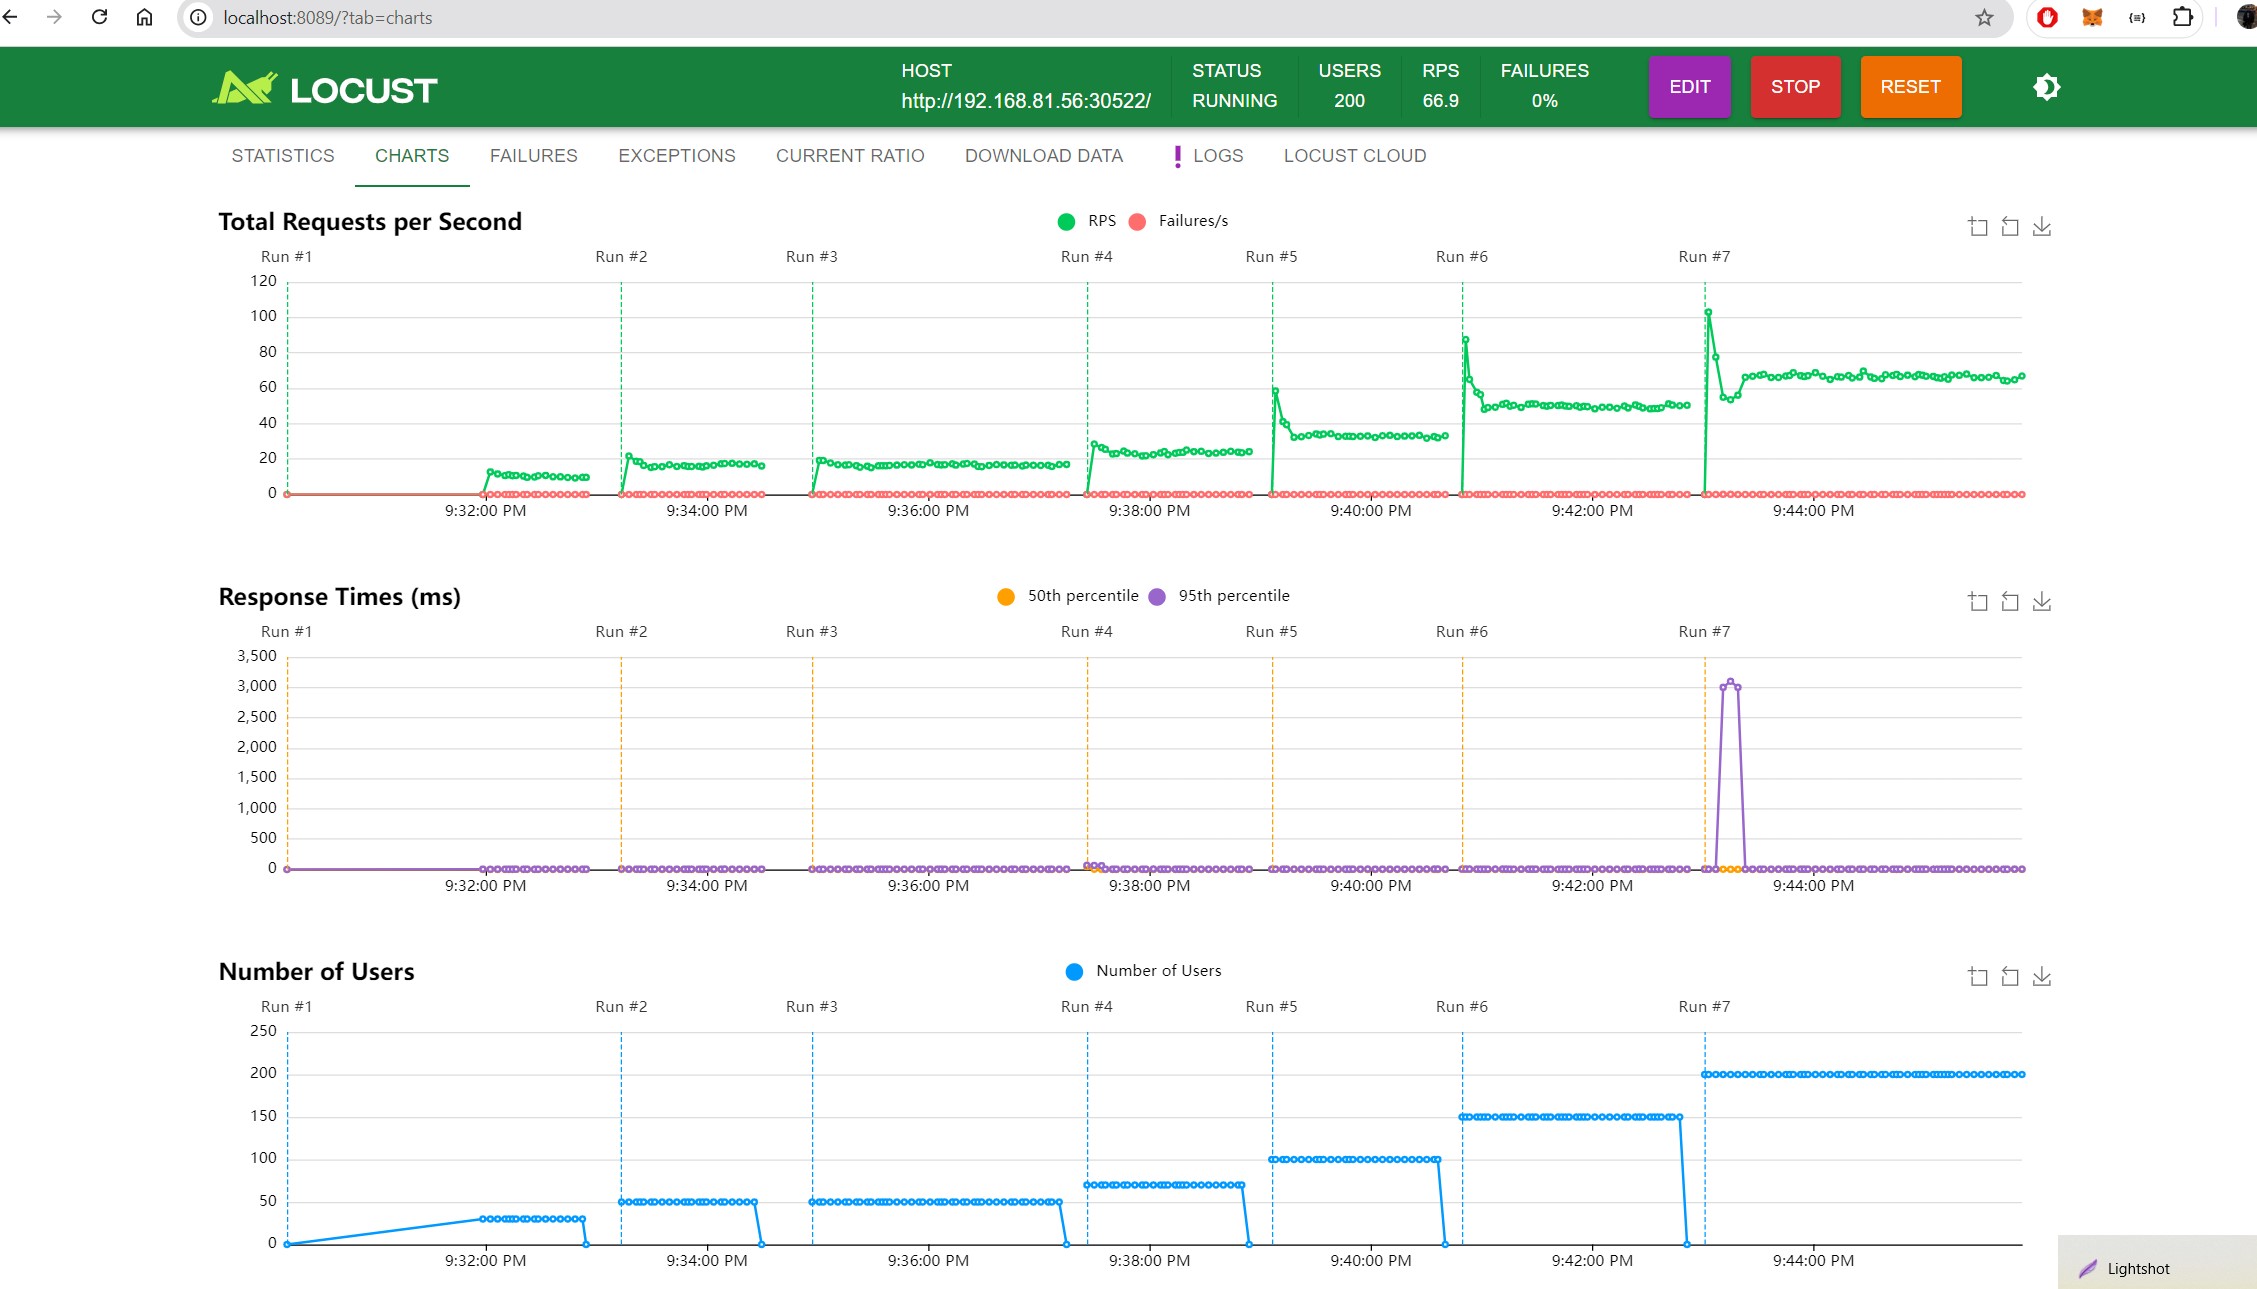 localhost:8089/?tab=charts
LOCUST
HOST
http://192.168.81.56:30522/
STATUS
RUNNING
USERS
200
RPS
66.9
FAILURES
0%
EDIT
STOP
RESET
STATISTICS CHARTS FAILURES EXCEPTIONS CURRENT RATIO DOWNLOAD DATA LOGS LOCUST CLOUD
Total Requests per Second
RPS Failures/s
Run #1 Run #2 Run #3 Run #4 Run #5 Run #6 Run #7
120
100
80
60
40
20
0
9:32:00 PM 9:34:00 PM 9:36:00 PM 9:38:00 PM 9:40:00 PM 9:42:00 PM 9:44:00 PM
Response Times (ms)
50th percentile 95th percentile
Run #1 Run #2 Run #3 Run #4 Run #5 Run #6 Run #7
3,500
3,000
2,500
2,000
1,500
1,000
500
0
9:32:00 PM 9:34:00 PM 9:36:00 PM 9:38:00 PM 9:40:00 PM 9:42:00 PM 9:44:00 PM
Number of Users
Number of Users
Run #1 Run #2 Run #3 Run #4 Run #5 Run #6 Run #7
250
200
150
100
50
0
9:32:00 PM 9:34:00 PM 9:36:00 PM 9:38:00 PM 9:40:00 PM 9:42:00 PM 9:44:00 PM
Lightshot